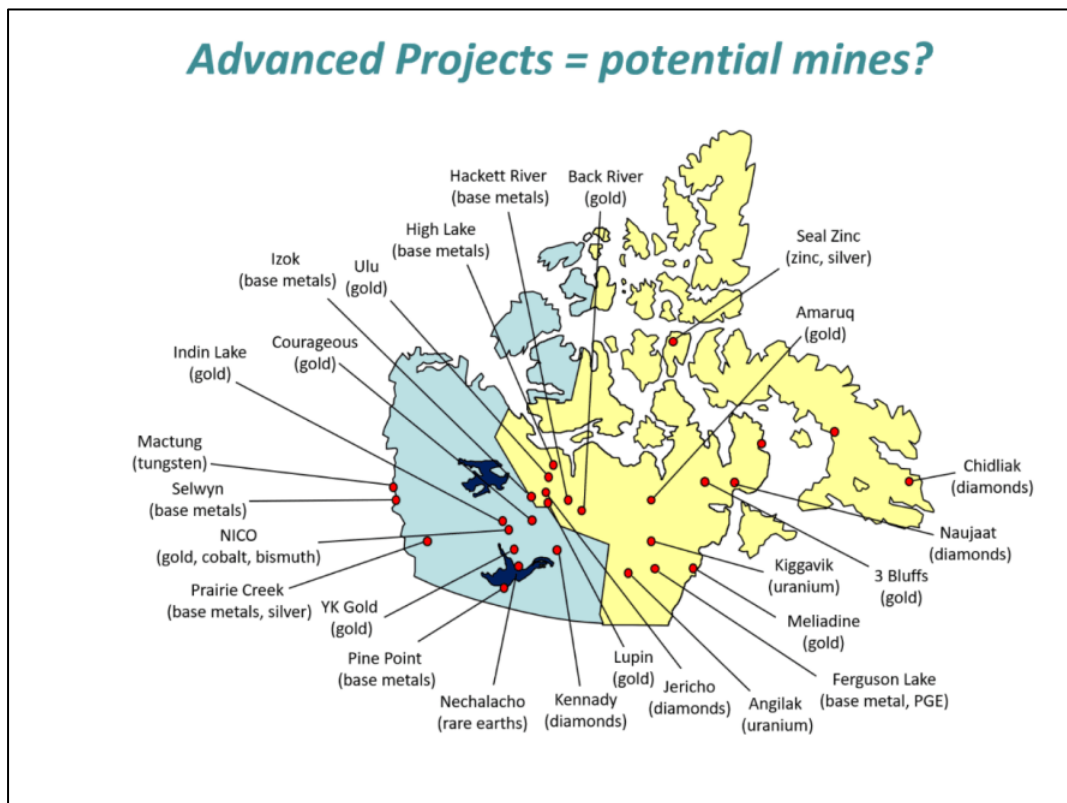 Advanced Projects = potential mines?
Hackett River
(base metals)
Back River
(gold)
High Lake
(base metals)
Seal Zinc
(zinc, silver)
Izok
(base metals)
Ulu
(gold)
Amaruq
(gold)
Courageous
(gold)
Indin Lake
(gold)
Mactung
(tungsten)
Selwyn
(base metals)
NICO
(gold, cobalt, bismuth)
Prairie Creek
(base metals, silver)
YK Gold
(gold)
Pine Point
(base metals)
Nechalacho
(rare earths)
Kennady
(diamonds)
Lupin
(gold)
Jericho
(diamonds)
Angilak
(uranium)
Ferguson Lake
(base metal, PGE)
Meliadine
(gold)
Kiggavik
(uranium)
3 Bluffs
(gold)
Naujaat
(diamonds)
Chidliak
(diamonds)